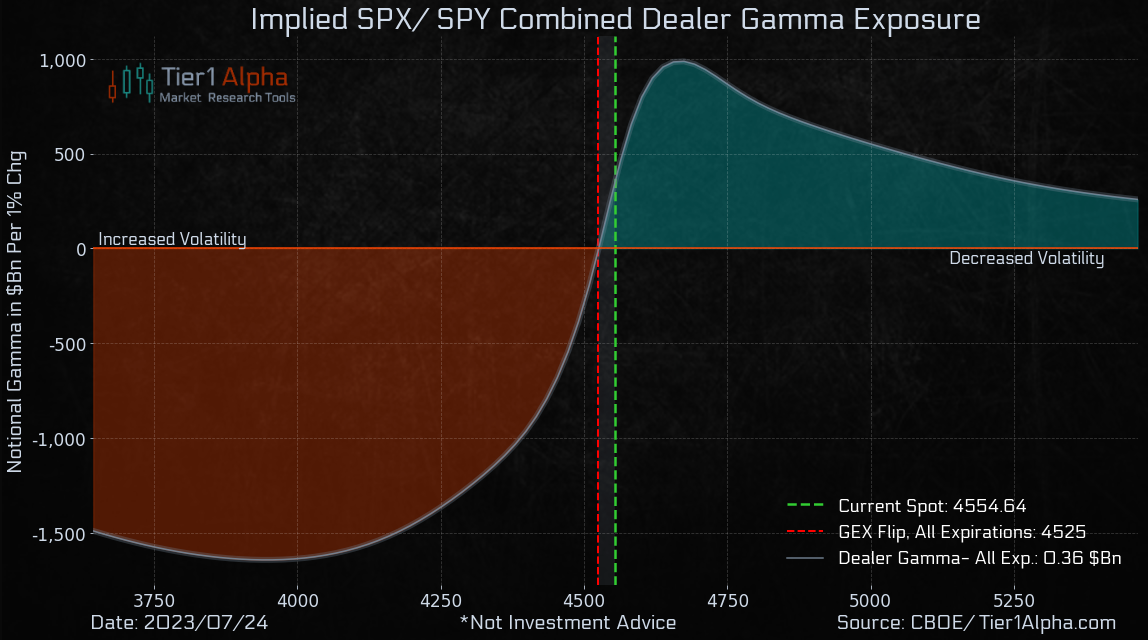 Implied SPX/ SPY Combined Dealer Gamma Exposure
Tier1 Alpha
Market Research Tools
Notional Gamma in $Bn Per 1% Chg
1,000
500
0
-500
-1,000
-1,500
Increased Volatility
Decreased Volatility
Current Spot: 4554.64
GEX Flip, All Expirations: 4525
Dealer Gamma- All Exp.: 0.36 $Bn
3750 4000 4250 4500 4750 5000 5250
Date: 2023/07/24 *Not Investment Advice Source: CBOE/ Tier1Alpha.com